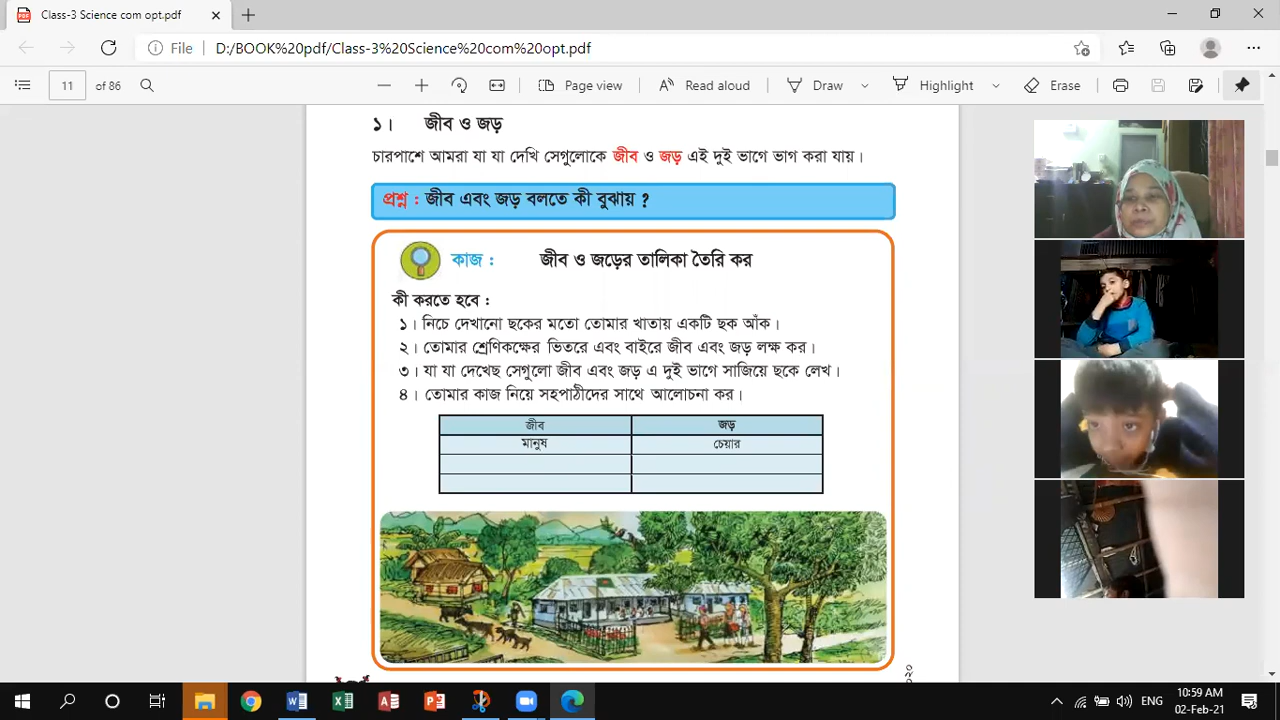 Class-3 Science com opt.pdf
File D:/BOOK%20pdf/Class-3%20Science%20com%20opt.pdf
11 of 86 Page view Read aloud Draw Highlight Erase
১। জীব ও জড়
চারপাশে আমরা যা যা দেখি সেগুলোকে জীব ও জড় এই দুই ভাগে ভাগ করা যায়।
প্রশ্ন : জীব এবং জড় বলতে কী বুঝায় ?
কাজ : জীব ও জড়ের তালিকা তৈরি কর
কী করতে হবে :
১। নিচে দেখানো ছকের মতো তোমার খাতায় একটি ছক আঁক।
২। তোমার শ্রেণিকক্ষের ভিতরে এবং বাইরে জীব এবং জড় লক্ষ কর।
৩। যা যা দেখেছ সেগুলো জীব এবং জড় এ দুই ভাগে সাজিয়ে ছকে লেখ।
৪। তোমার কাজ নিয়ে সহপাঠীদের সাথে আলোচনা কর।
জীব জড়
মানুষ চেয়ার
ENG
10:59 AM
02-Feb-21